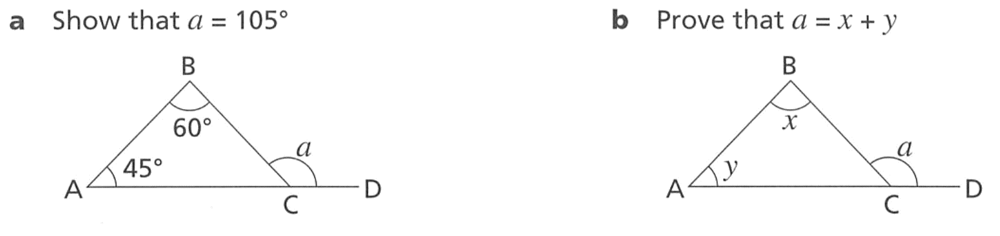 a Show that a = 105°
B
60°
45°
a
A
C
D
b Prove that a = x + y
B
x
y
a
A
C
D